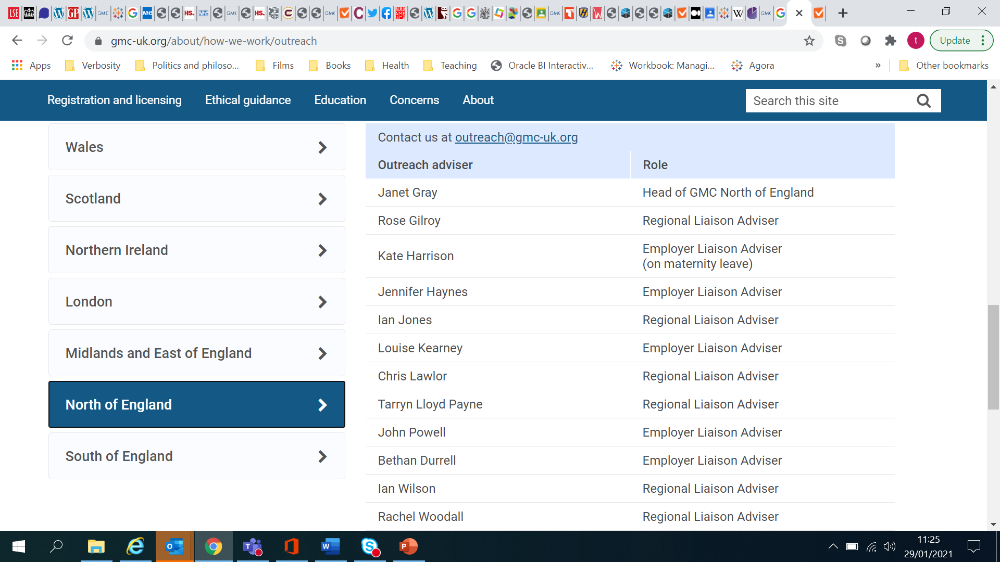 gmc-uk.org/about/how-we-work/outreach
t
Update
Apps
Verbosity
Politics and philoso...
Films
Books
Health
Teaching
Oracle BI Interactiv...
Workbook: Managi...
Agora
»
Other bookmarks
Registration and licensing
Ethical guidance
Education
Concerns
About
Search this site
Wales
Scotland
Northern Ireland
London
Midlands and East of England
North of England
South of England
Contact us at outreach@gmc-uk.org
Outreach adviser Role
Janet Gray Head of GMC North of England
Rose Gilroy Regional Liaison Adviser
Kate Harrison Employer Liaison Adviser
(on maternity leave)
Jennifer Haynes Employer Liaison Adviser
Ian Jones Regional Liaison Adviser
Louise Kearney Employer Liaison Adviser
Chris Lawlor Regional Liaison Adviser
Tarryn Lloyd Payne Regional Liaison Adviser
John Powell Employer Liaison Adviser
Bethan Durrell Employer Liaison Adviser
Ian Wilson Regional Liaison Adviser
Rachel Woodall Regional Liaison Adviser
11:25
29/01/2021